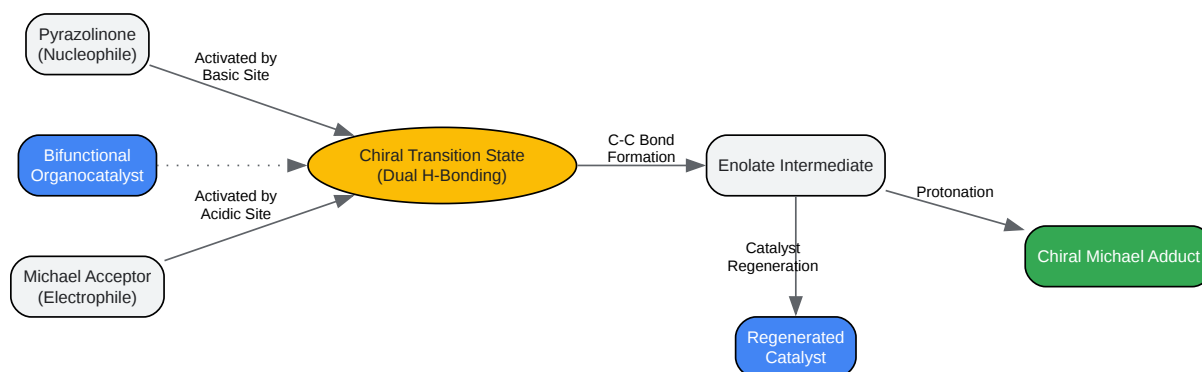 Pyrazolinone
(Nucleophile)
Activated by
Basic Site
Bifunctional
Organocatalyst
Chiral Transition State
(Dual H-Bonding)
C-C Bond
Formation
Enolate Intermediate
Protonation
Activated by
Acidic Site
Michael Acceptor
(Electrophile)
Catalyst
Regeneration
Chiral Michael Adduct
Regenerated
Catalyst